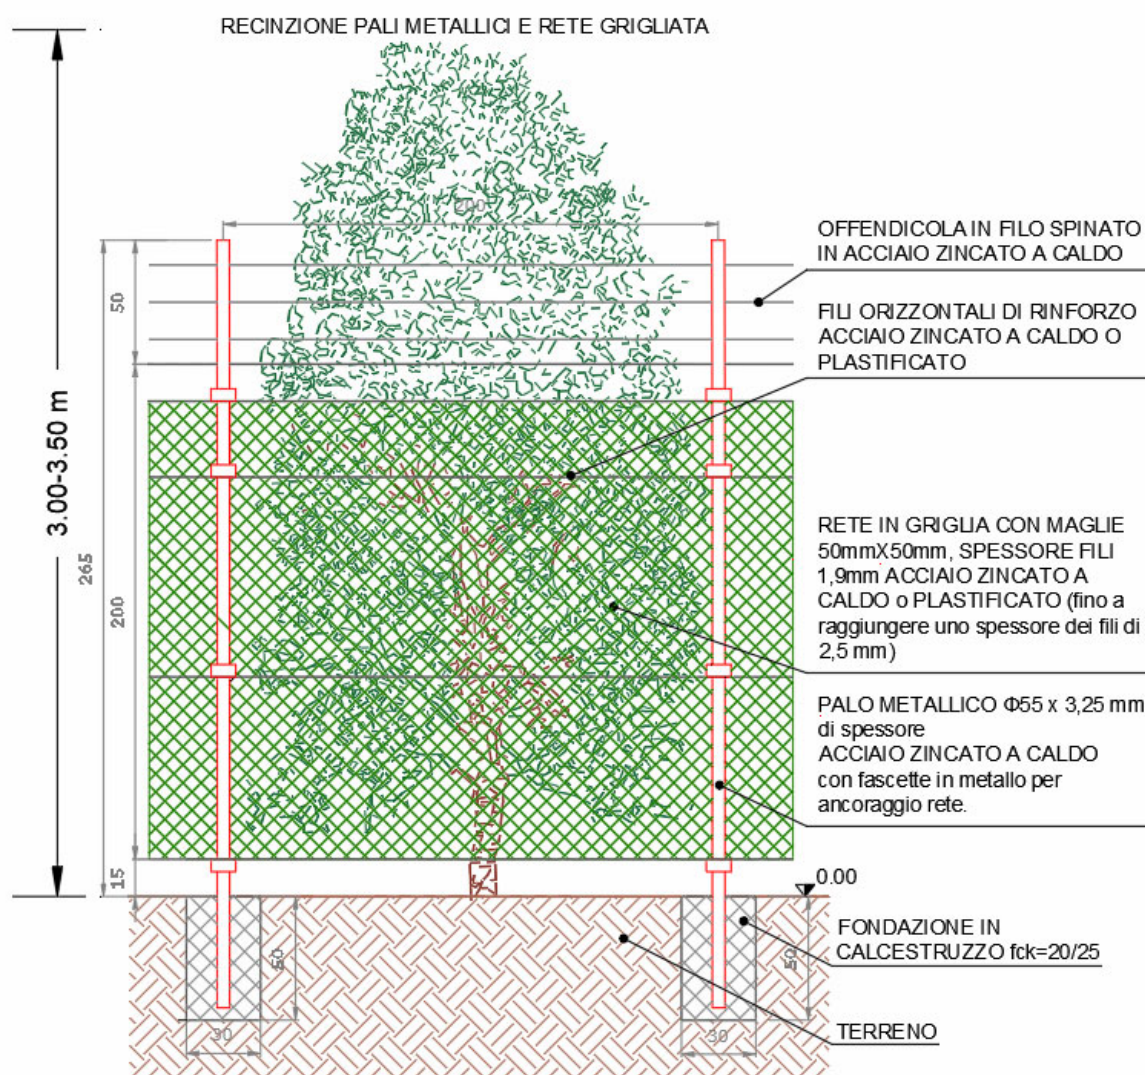 RECINZIONE PALI METALLICI E RETE GRIGLIATA
200
OFFENDICOLA IN FILO SPINATO
IN ACCIAIO ZINCATO A CALDO
FILI ORIZZONTALI DI RINFORZO
ACCIAIO ZINCATO A CALDO O
PLASTIFICATO
50
3.00-3.50 m
265
200
15
RETE IN GRIGLIA CON MAGLIE
50mmX50mm, SPESSORE FILI
1,9mm ACCIAIO ZINCATO A
CALDO o PLASTIFICATO (fino a
raggiungere uno spessore dei fili di
2,5 mm)
PALO METALLICO Φ55 x 3,25 mm
di spessore
ACCIAIO ZINCATO A CALDO
con fascette in metallo per
ancoraggio rete.
0.00
50
50
FONDAZIONE IN
CALCESTRUZZO fck=20/25
30
30
TERRENO